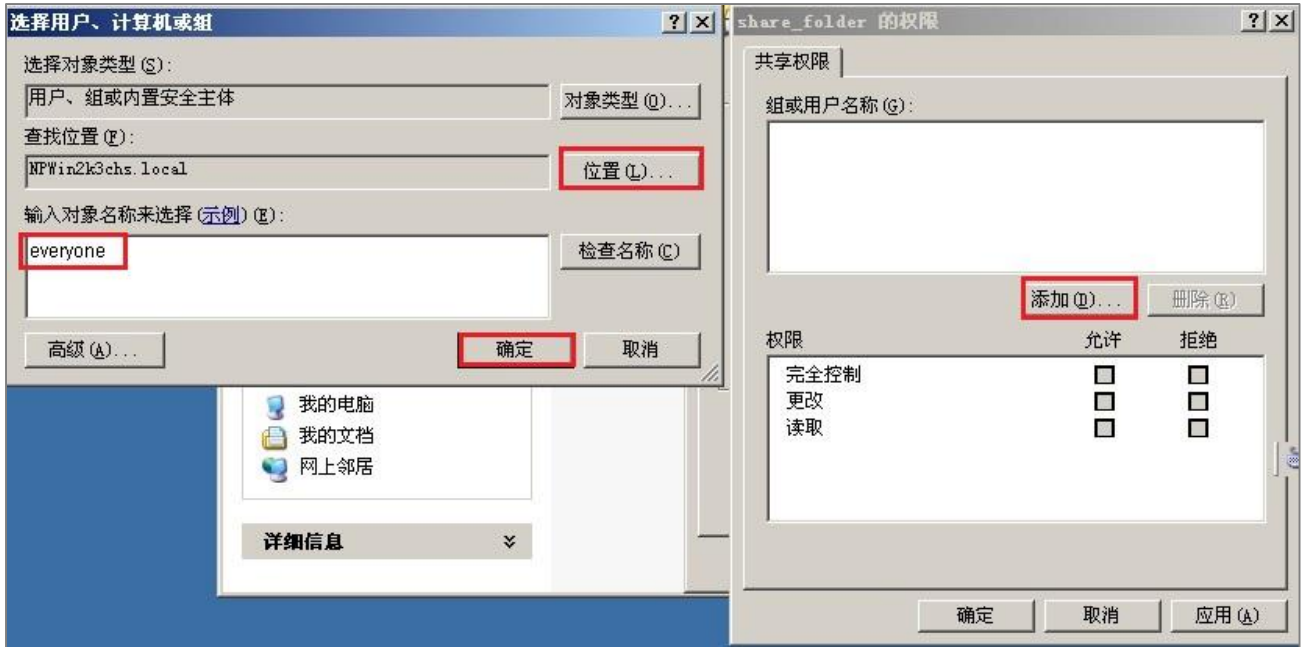 选择用户、计算机或组
选择对象类型(S):
用户、组或内置安全主体
对象类型(O)...
查找位置(F):
NPWin2k3chs.local
位置(L)...
输入对象名称来选择(示例)(E):
everyone
检查名称(C)
高级(A)...
确定
取消
我的电脑
我的文档
网上邻居
详细信息
share_folder 的权限
共享权限
组或用户名称(G):
添加(D)...
删除(R)
权限
允许
拒绝
完全控制
更改
读取
确定
取消
应用(A)